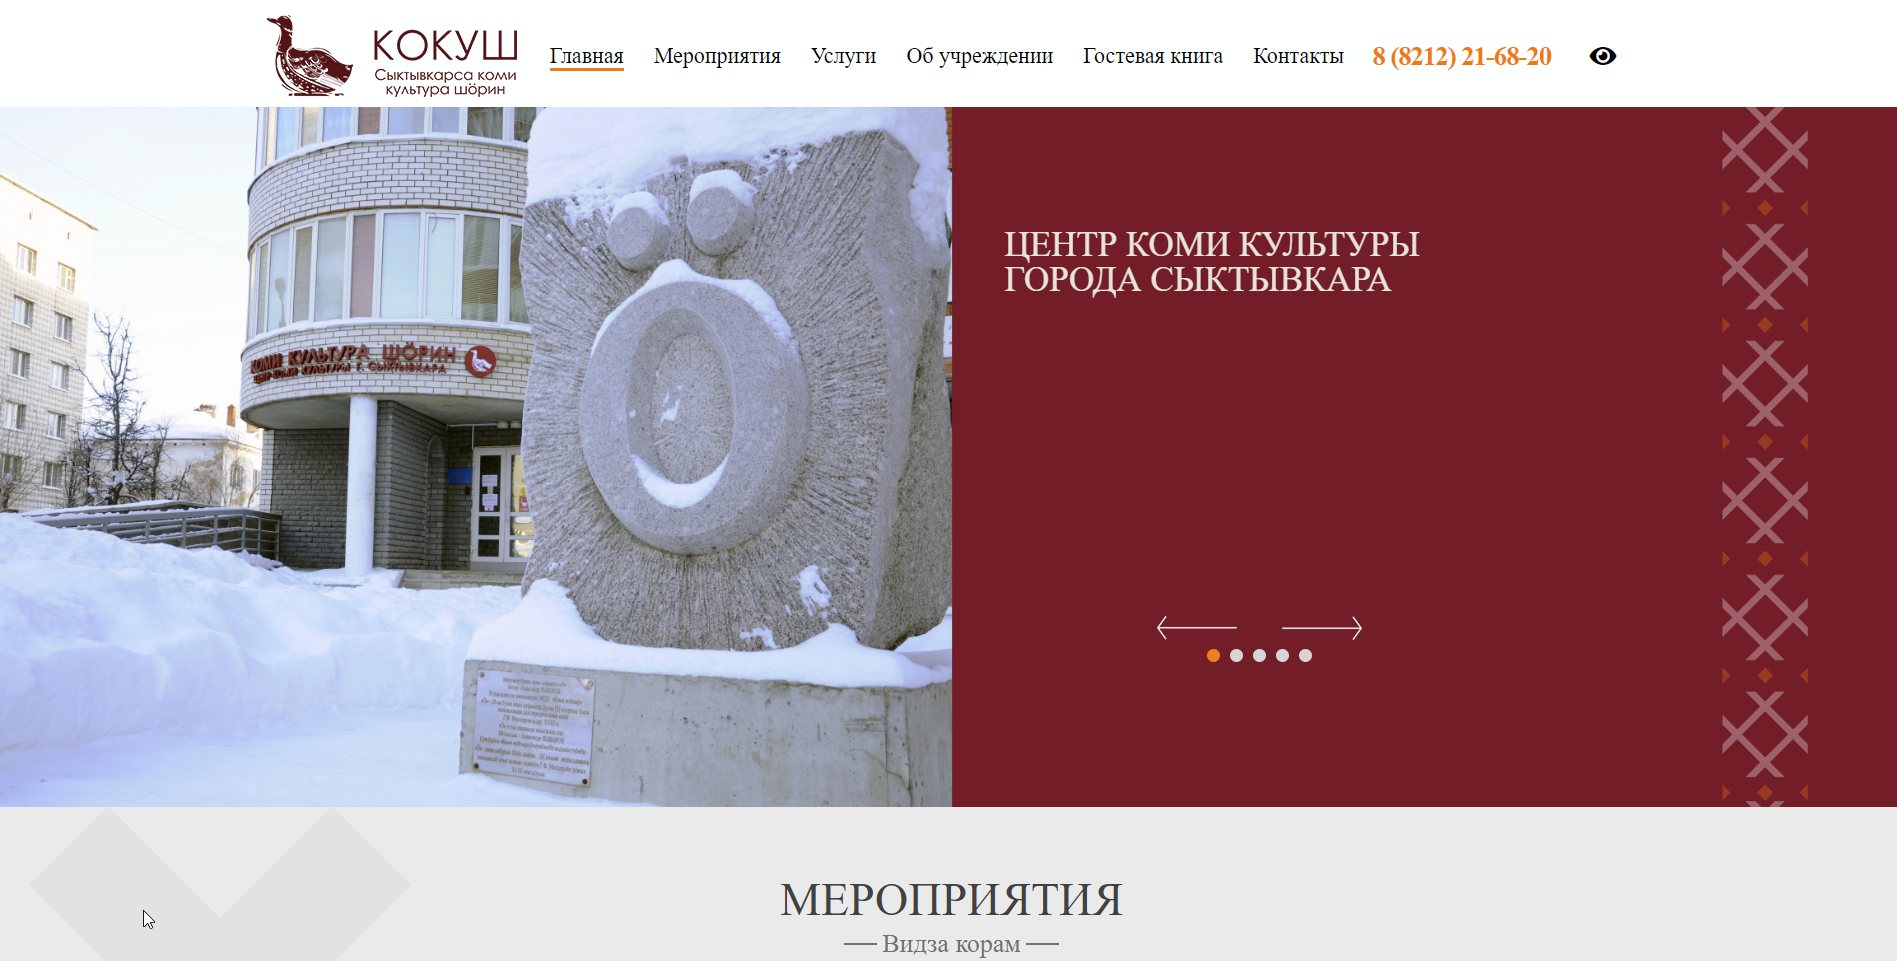 КОКУШ
Сыктывкарса коми
культура шӧрин
Главная Мероприятия Услуги Об учреждении Гостевая книга Контакты 8 (8212) 21-68-20
КОМИ КУЛЬТУРА ШӦРИН
ЦЕНТР КОМИ КУЛЬТУРЫ Г. СЫКТЫВКАРА
Ӧ
ЦЕНТР КОМИ КУЛЬТУРЫ
ГОРОДА СЫКТЫВКАРА
МЕРОПРИЯТИЯ
Видза корам